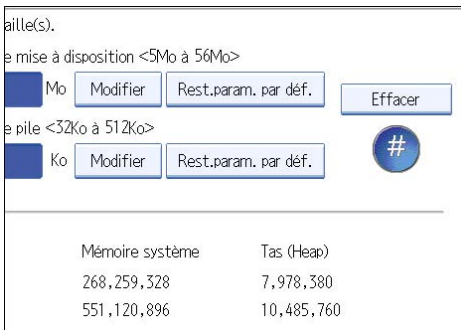 aille(s).
e mise à disposition <5Mo à 56Mo>
Mo Modifier Rest.param. par déf. Effacer
e pile <32Ko à 512Ko>
Ko Modifier Rest.param. par déf. #
Mémoire système Tas (Heap)
268,259,328 7,978,380
551,120,896 10,485,760